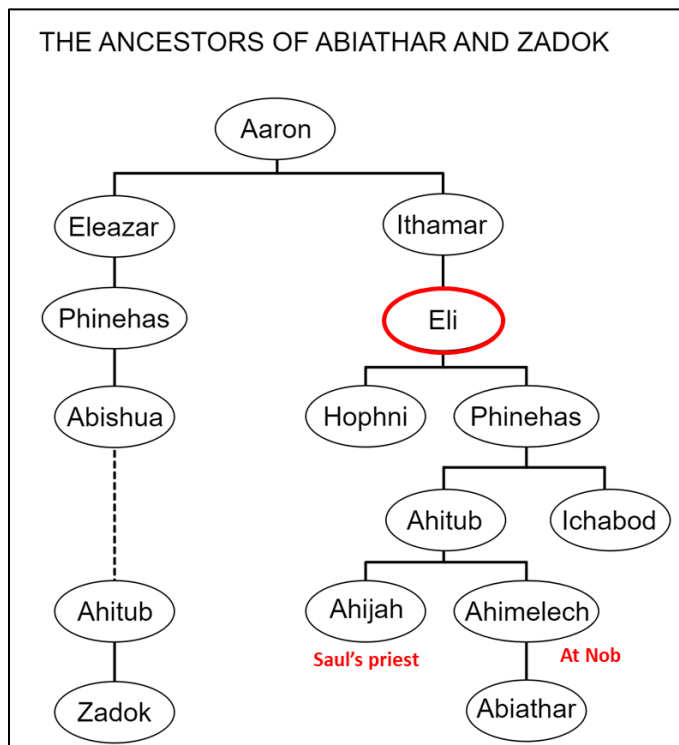 THE ANCESTORS OF ABIATHAR AND ZADOK
Aaron
Eleazar
Ithamar
Phinehas
Eli
Abishua
Hophni
Phinehas
Ahitub
Ichabod
Ahitub
Ahijah
Ahimelech
Saul's priest
At Nob
Zadok
Abiathar